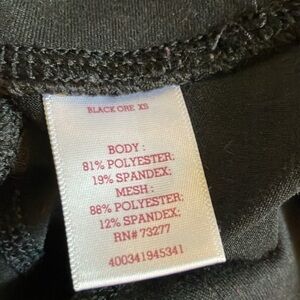 BLACK ORE XS
BODY :
81% POLYESTER;
19% SPANDEX;
MESH :
88% POLYESTER;
12% SPANDEX;
RN# 73277
400341945341